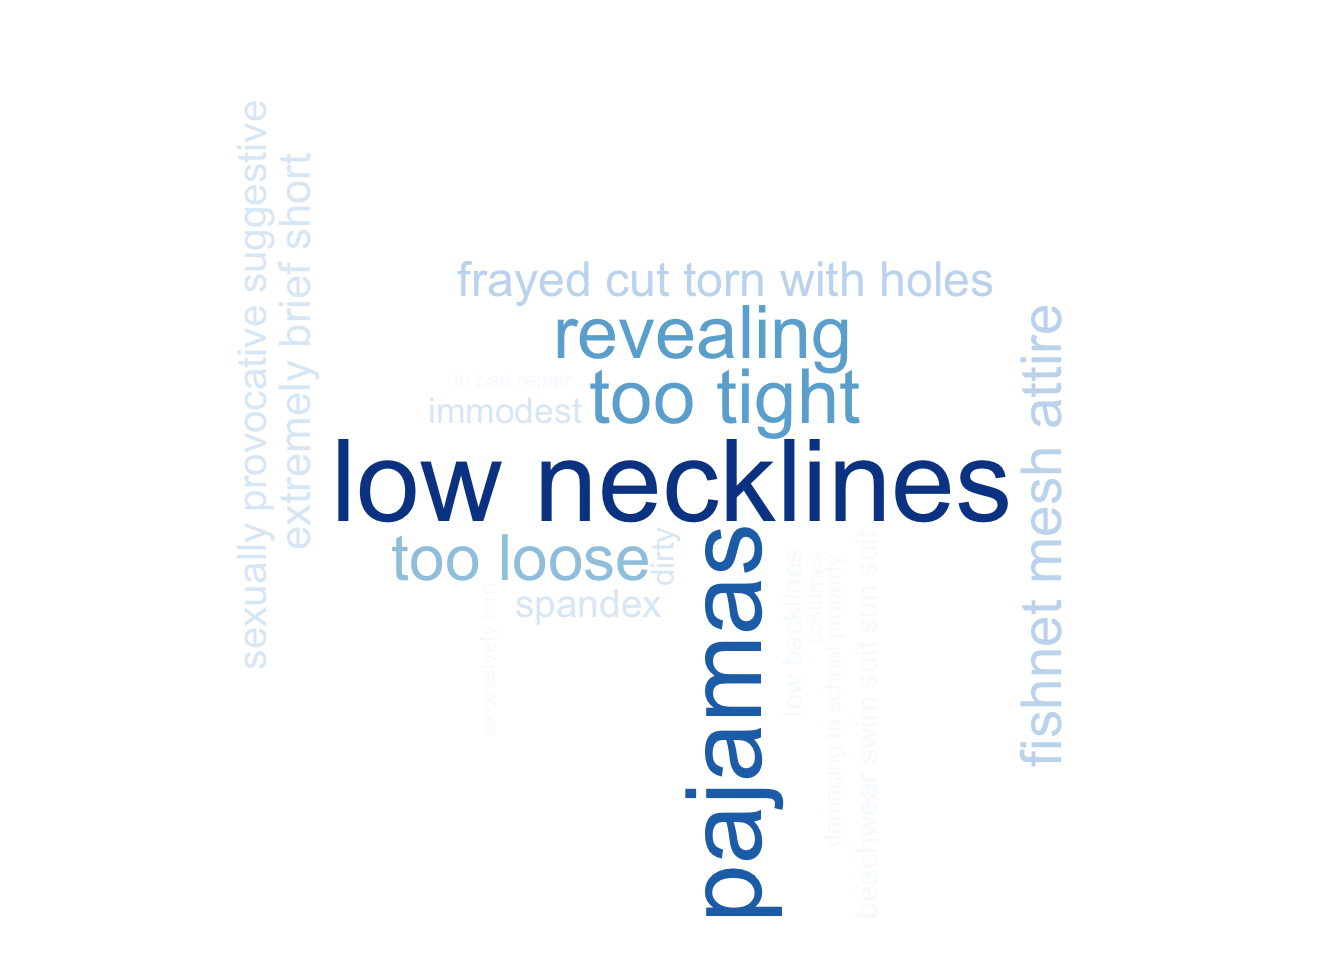 sexually provocative suggestive
extremely brief short
frayed cut torn with holes
revealing
in bad repair
too tight
immodest
low necklines
fishnet mesh attire
too loose
dirty
spandex
excessively torn
pajamas
low backlines
costumes
damaging to school property
beachwear swim suit sun suit